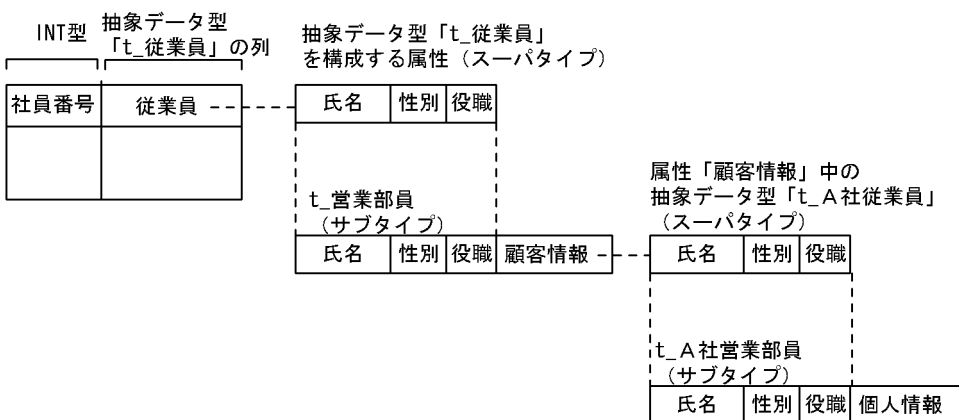 INT型
抽象データ型
「t_従業員」の列
抽象データ型「t_従業員」
を構成する属性（スーパタイプ）
社員番号
従業員
氏名
性別
役職
t_営業部員
（サブタイプ）
氏名
性別
役職
顧客情報
属性「顧客情報」中の
抽象データ型「t_Ａ社従業員」
（スーパタイプ）
氏名
性別
役職
t_Ａ社営業部員
（サブタイプ）
氏名
性別
役職
個人情報